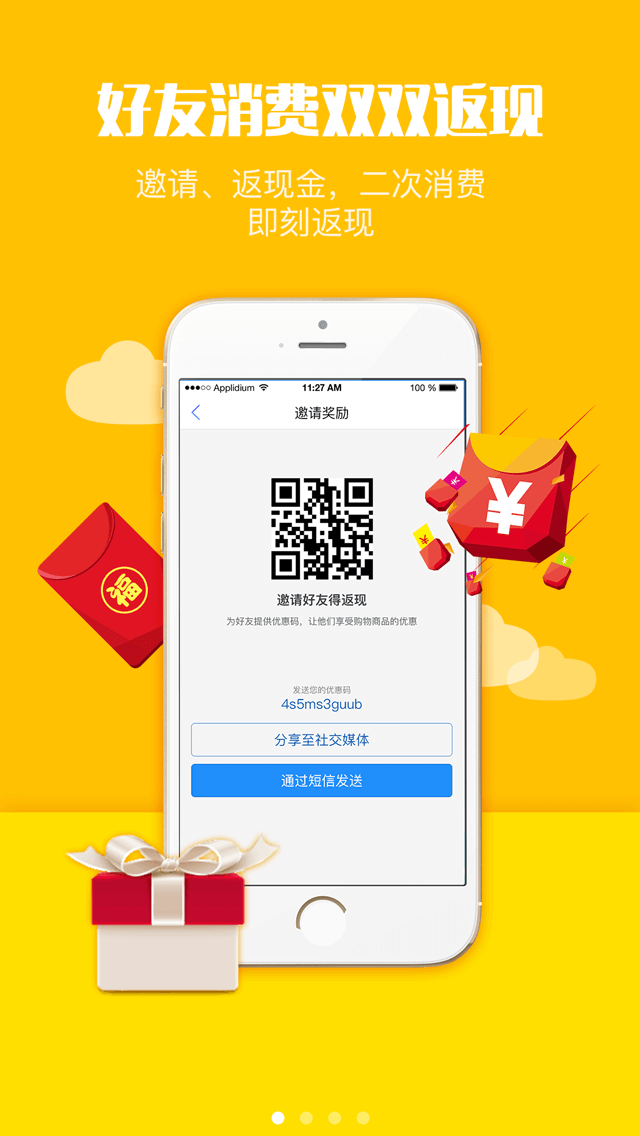 好友消费双双返现
邀请、返现金，二次消费
即刻返现
Applidium
11:27 AM
100 %
邀请奖励
¥
福
邀请好友得返现
为好友提供优惠码，让他们享受购物商品的优惠
发送您的优惠码
4s5ms3guub
分享至社交媒体
通过短信发送